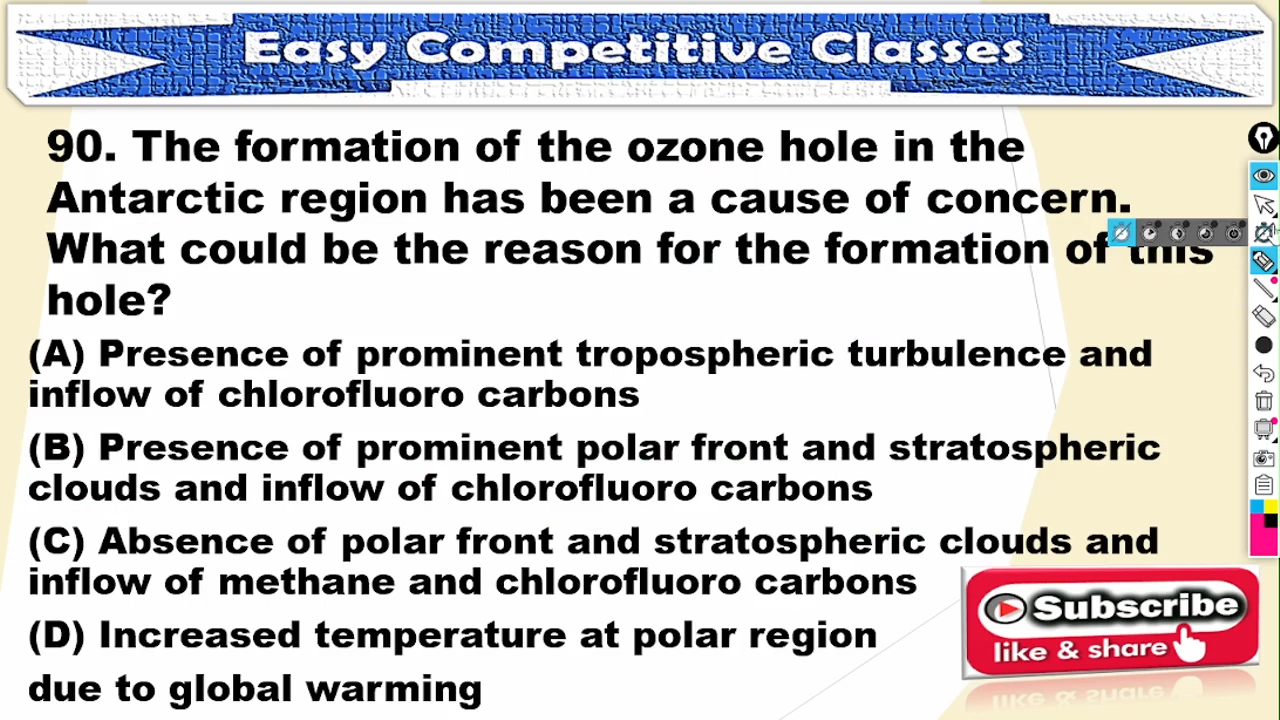 Easy Competitive Classes
90. The formation of the ozone hole in the
Antarctic region has been a cause of concern.
What could be the reason for the formation of this
hole?
(A) Presence of prominent tropospheric turbulence and
inflow of chlorofluoro carbons
(B) Presence of prominent polar front and stratospheric
clouds and inflow of chlorofluoro carbons
(C) Absence of polar front and stratospheric clouds and
inflow of methane and chlorofluoro carbons
(D) Increased temperature at polar region
due to global warming
Subscribe
like & share